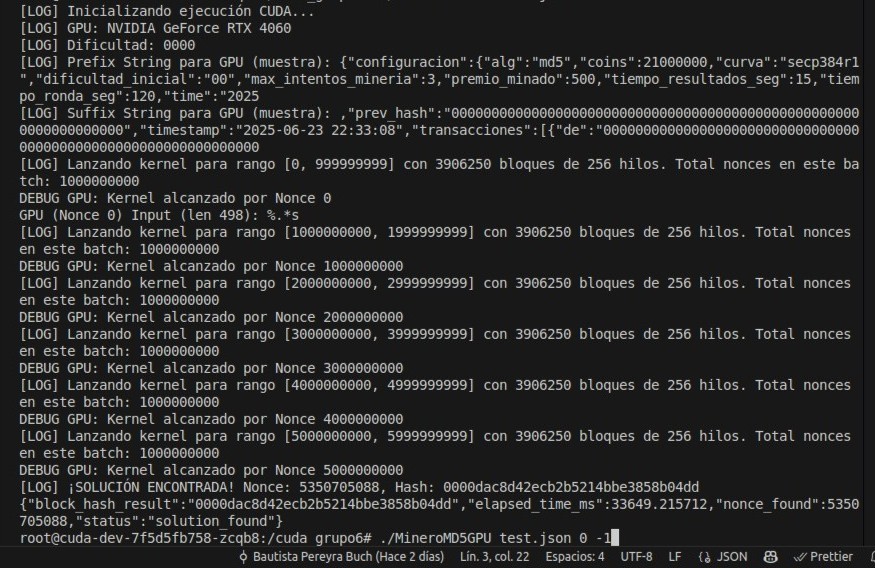 [LOG] Inicializando ejecución CUDA...
[LOG] GPU: NVIDIA GeForce RTX 4060
[LOG] Dificultad: 0000
[LOG] Prefix String para GPU (muestra): {"configuracion":{"alg":"md5","coins":21000000,"curva":"secp384r1
","dificultad_inicial":"00","max_intentos_mineria":3,"premio_minado":500,"tiempo_resultados_seg":15,"tiem
po_ronda_seg":120,"time":"2025
[LOG] Suffix String para GPU (muestra): ,"prev_hash":"000000000000000000000000000000000000000000000000000
0000000000000","timestamp":"2025-06-23 22:33:08","transacciones":[{"de":"00000000000000000000000000000000
000000000000000000000000000000
[LOG] Lanzando kernel para rango [0, 999999999] con 3906250 bloques de 256 hilos. Total nonces en este ba
tch: 1000000000
DEBUG GPU: Kernel alcanzado por Nonce 0
GPU (Nonce 0) Input (len 498): %.*s
[LOG] Lanzando kernel para rango [1000000000, 1999999999] con 3906250 bloques de 256 hilos. Total nonces
en este batch: 1000000000
DEBUG GPU: Kernel alcanzado por Nonce 1000000000
[LOG] Lanzando kernel para rango [2000000000, 2999999999] con 3906250 bloques de 256 hilos. Total nonces
en este batch: 1000000000
DEBUG GPU: Kernel alcanzado por Nonce 2000000000
[LOG] Lanzando kernel para rango [3000000000, 3999999999] con 3906250 bloques de 256 hilos. Total nonces
en este batch: 1000000000
DEBUG GPU: Kernel alcanzado por Nonce 3000000000
[LOG] Lanzando kernel para rango [4000000000, 4999999999] con 3906250 bloques de 256 hilos. Total nonces
en este batch: 1000000000
DEBUG GPU: Kernel alcanzado por Nonce 4000000000
[LOG] Lanzando kernel para rango [5000000000, 5999999999] con 3906250 bloques de 256 hilos. Total nonces
en este batch: 1000000000
DEBUG GPU: Kernel alcanzado por Nonce 5000000000
[LOG] ¡SOLUCIÓN ENCONTRADA! Nonce: 5350705088, Hash: 0000dac8d42ecb2b5214bbe3858b04dd
{"block_hash_result":"0000dac8d42ecb2b5214bbe3858b04dd","elapsed_time_ms":33649.215712,"nonce_found":5350
705088,"status":"solution_found"}
root@cuda-dev-7f5d5fb758-zcqb8:/cuda grupo6# ./MineroMD5GPU test.json 0 -1
Bautista Pereyra Buch (Hace 2 días) Lín. 3, col. 22 Espacios: 4 UTF-8 LF JSON Prettier